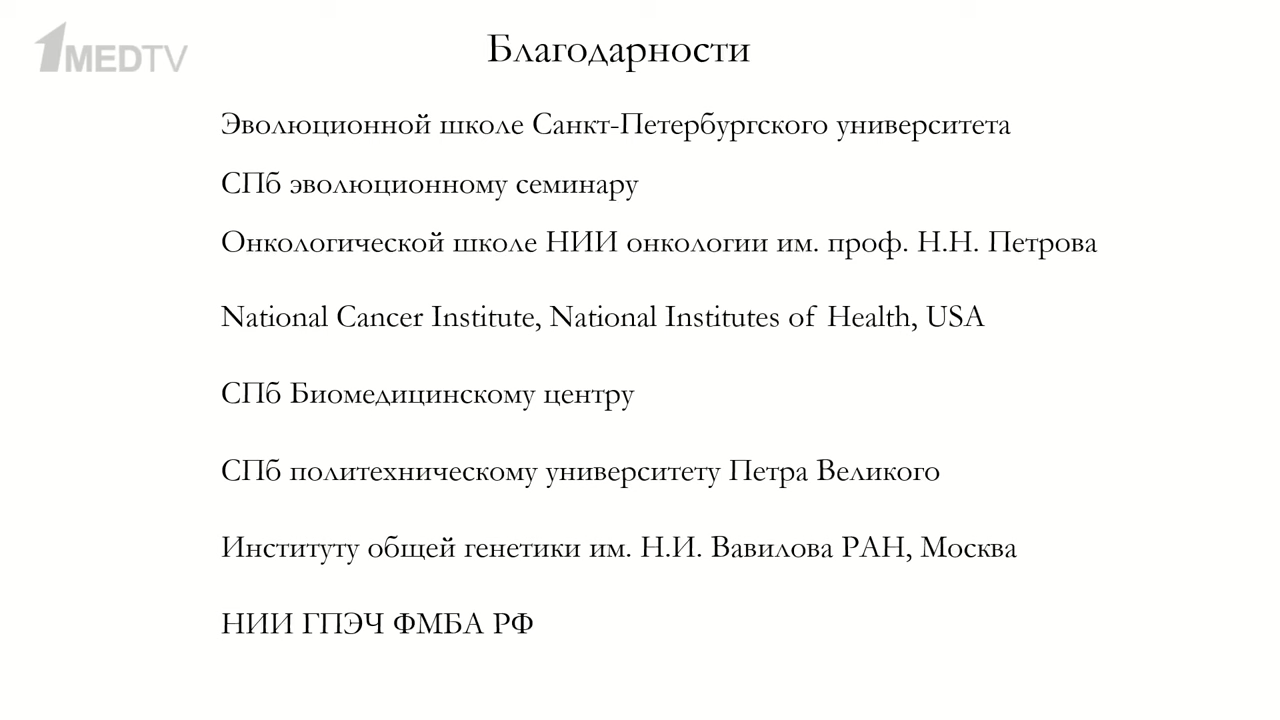 1MEDTV
Благодарности
Эволюционной школе Санкт-Петербургского университета
СПб эволюционному семинару
Онкологической школе НИИ онкологии им. проф. Н.Н. Петрова
National Cancer Institute, National Institutes of Health, USA
СПб Биомедицинскому центру
СПб политехническому университету Петра Великого
Институту общей генетики им. Н.И. Вавилова РАН, Москва
НИИ ГПЭЧ ФМБА РФ